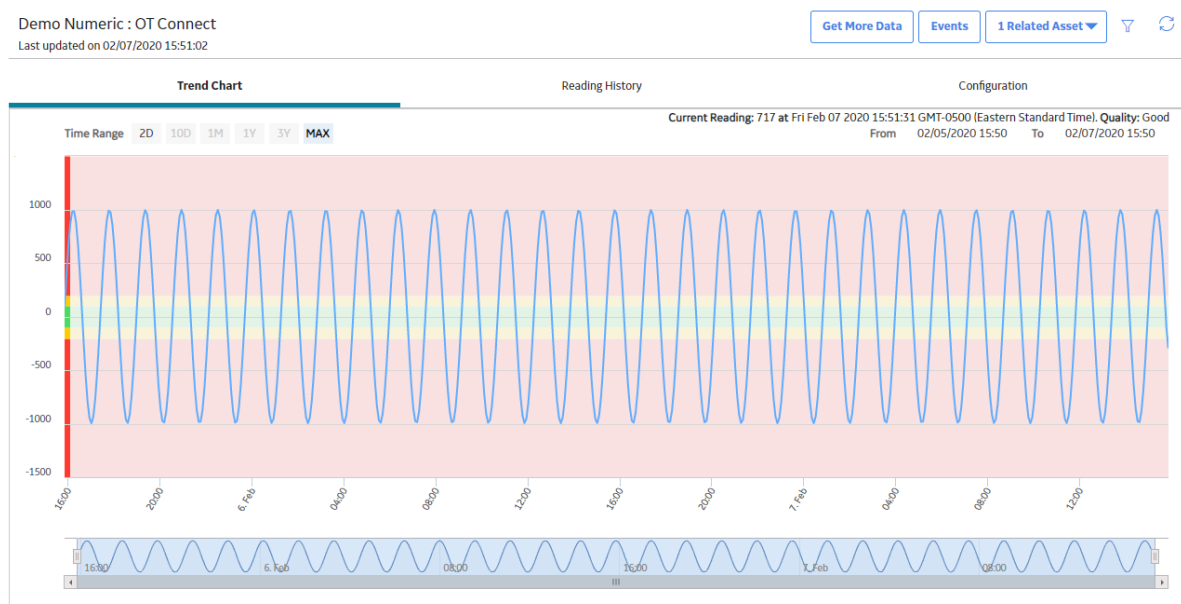 Demo Numeric : OT Connect
Last updated on 02/07/2020 15:51:02
Get More Data
Events
1 Related Asset
Trend Chart
Reading History
Configuration
Current Reading: 717 at Fri Feb 07 2020 15:51:31 GMT-0500 (Eastern Standard Time). Quality: Good
Time Range 2D 10D 1M 1Y 3Y MAX
From 02/05/2020 15:50 To 02/07/2020 15:50
1000
500
0
-500
-1000
-1500
16:00 20:00 6. Feb 04:00 08:00 12:00 16:00 20:00 7. Feb 04:00 08:00 12:00
16:00 6. Feb 08:00 16:00 7. Feb 08:00